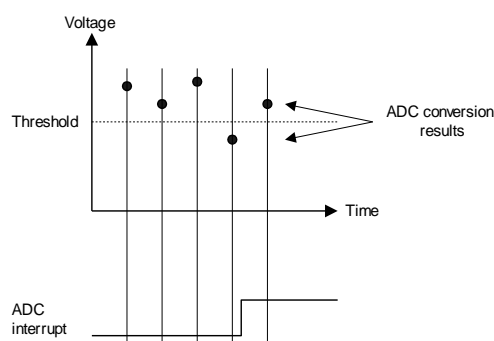 Voltage
Threshold
ADC conversion
results
Time
ADC
interrupt